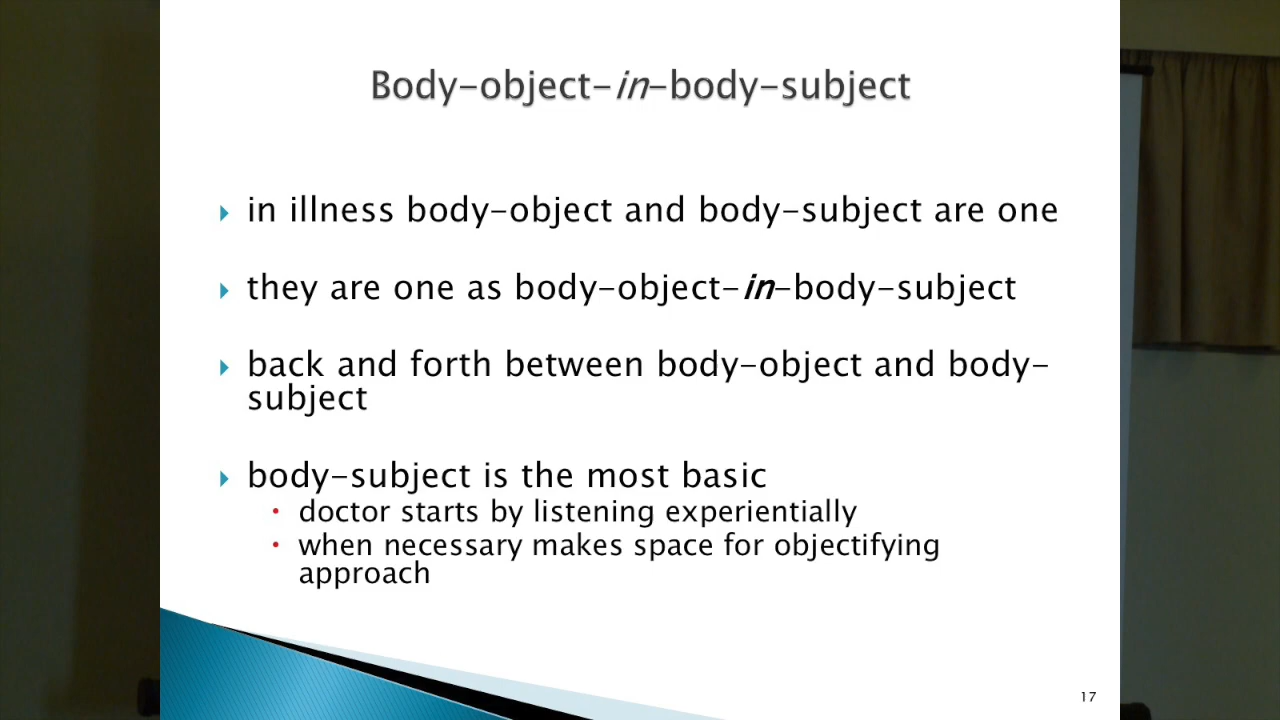 Body-object-in-body-subject
in illness body-object and body-subject are one
they are one as body-object-in-body-subject
back and forth between body-object and body-
subject
body-subject is the most basic
doctor starts by listening experientially
when necessary makes space for objectifying
approach
17